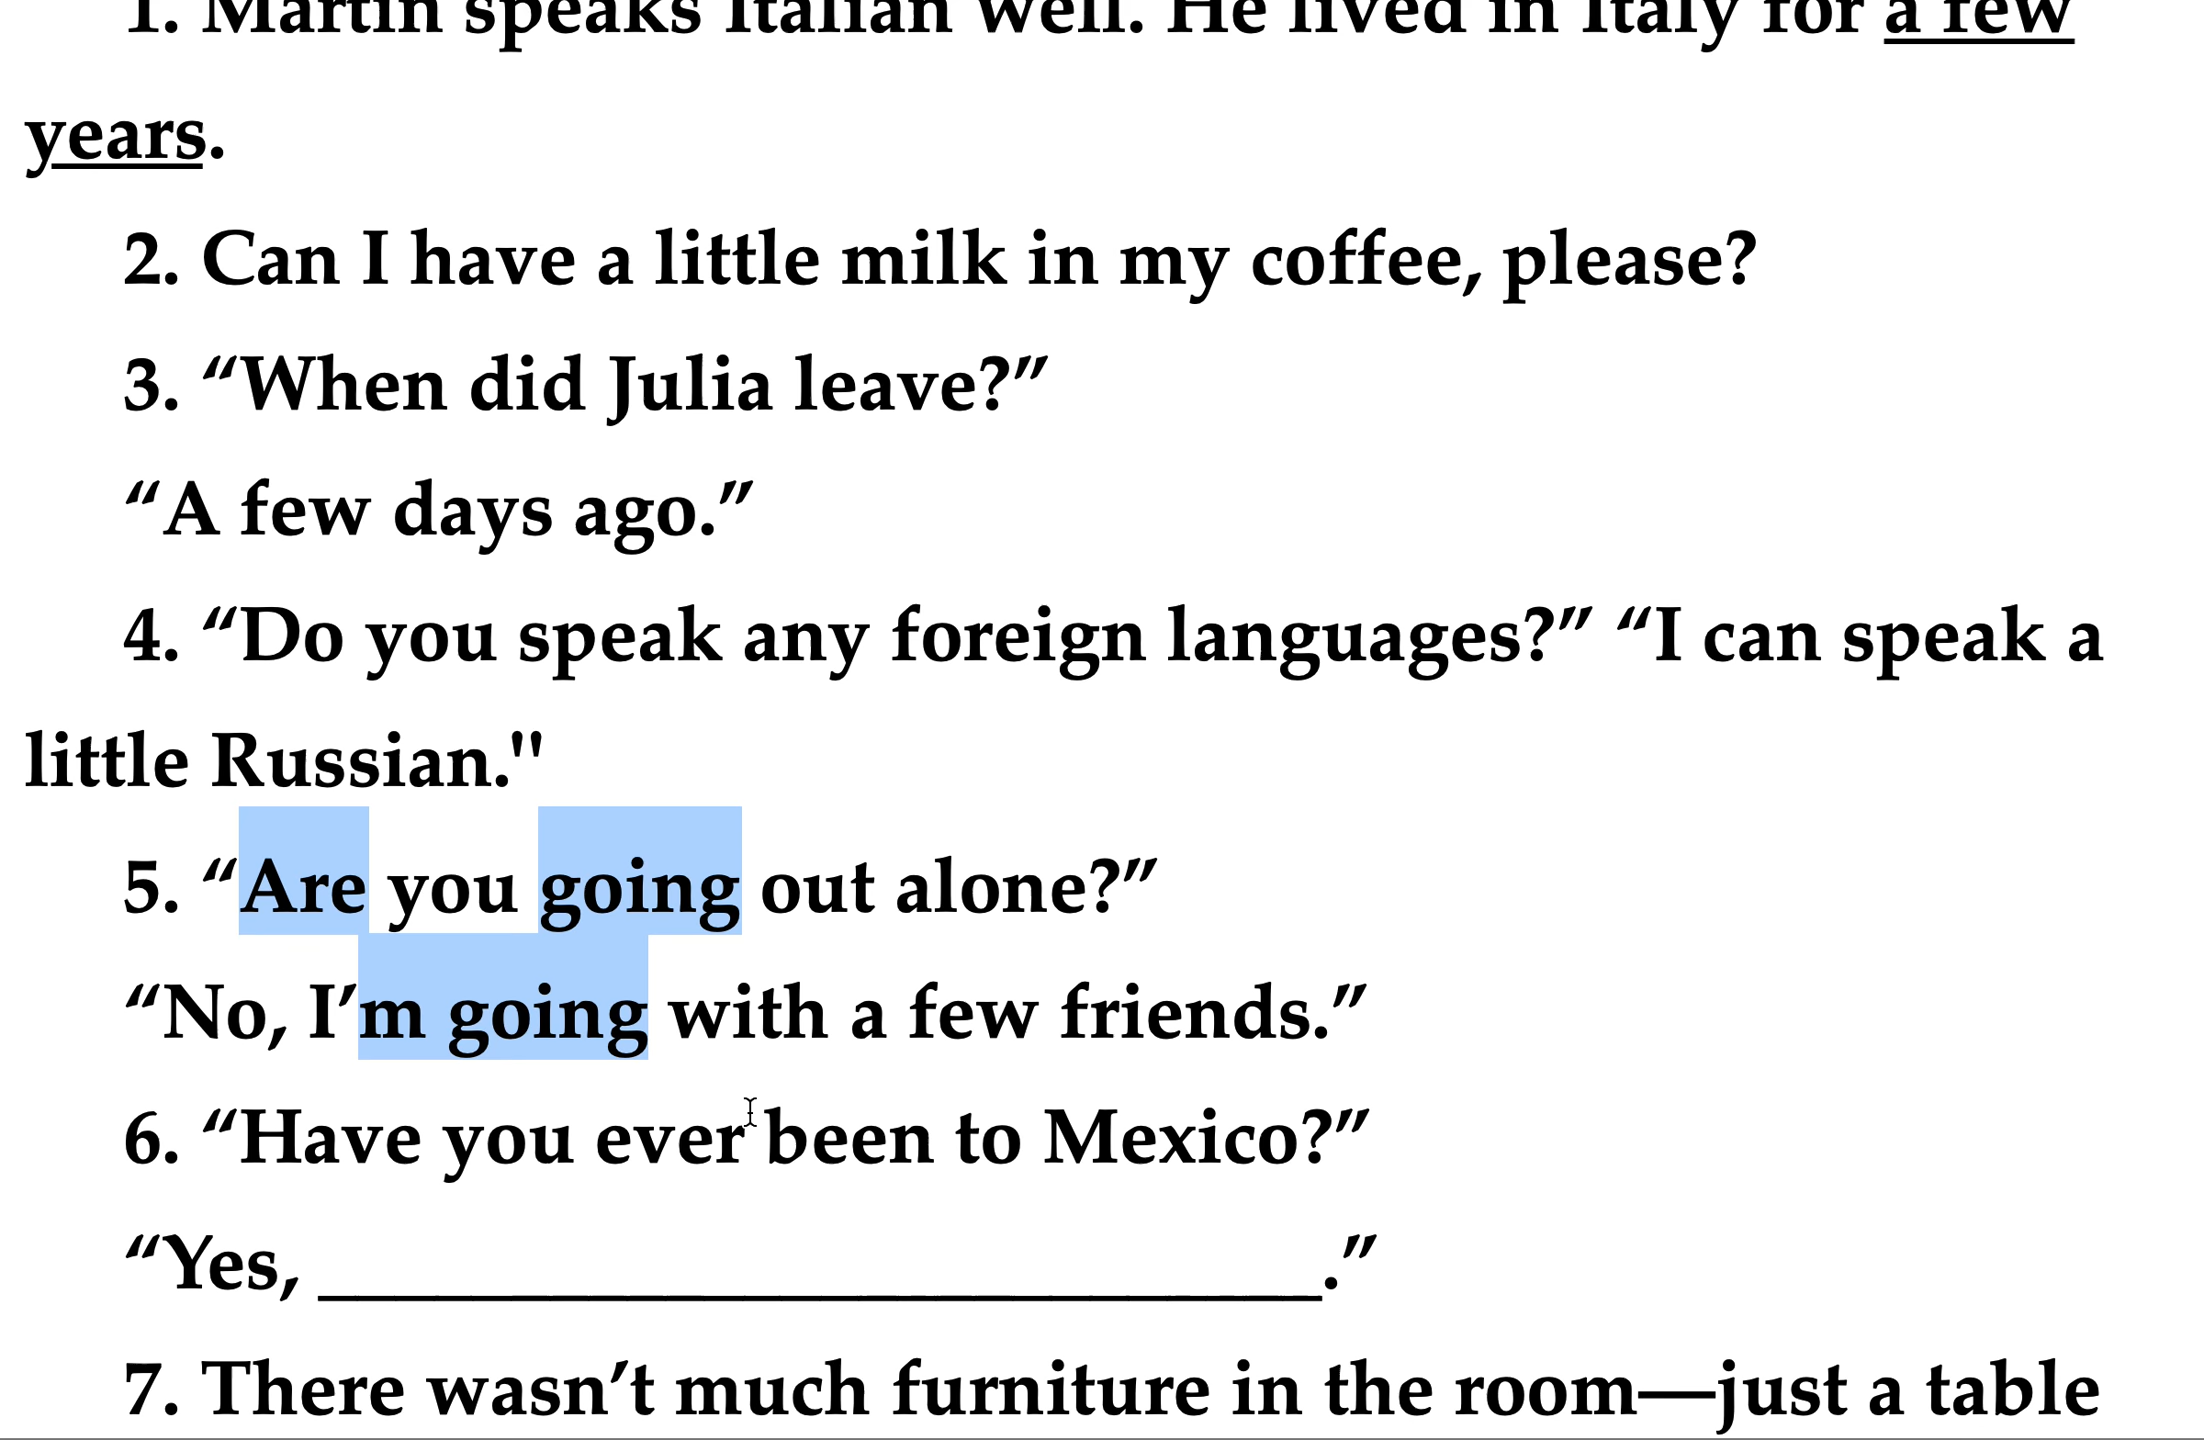 1. Martin speaks Italian well. He lived in Italy for a few
years.
2. Can I have a little milk in my coffee, please?
3. “When did Julia leave?”
“A few days ago.”
4. “Do you speak any foreign languages?” “I can speak a
little Russian."
5. “Are you going out alone?”
“No, I’m going with a few friends.”
6. “Have you ever been to Mexico?”
“Yes, __________________________.”
7. There wasn’t much furniture in the room—just a table